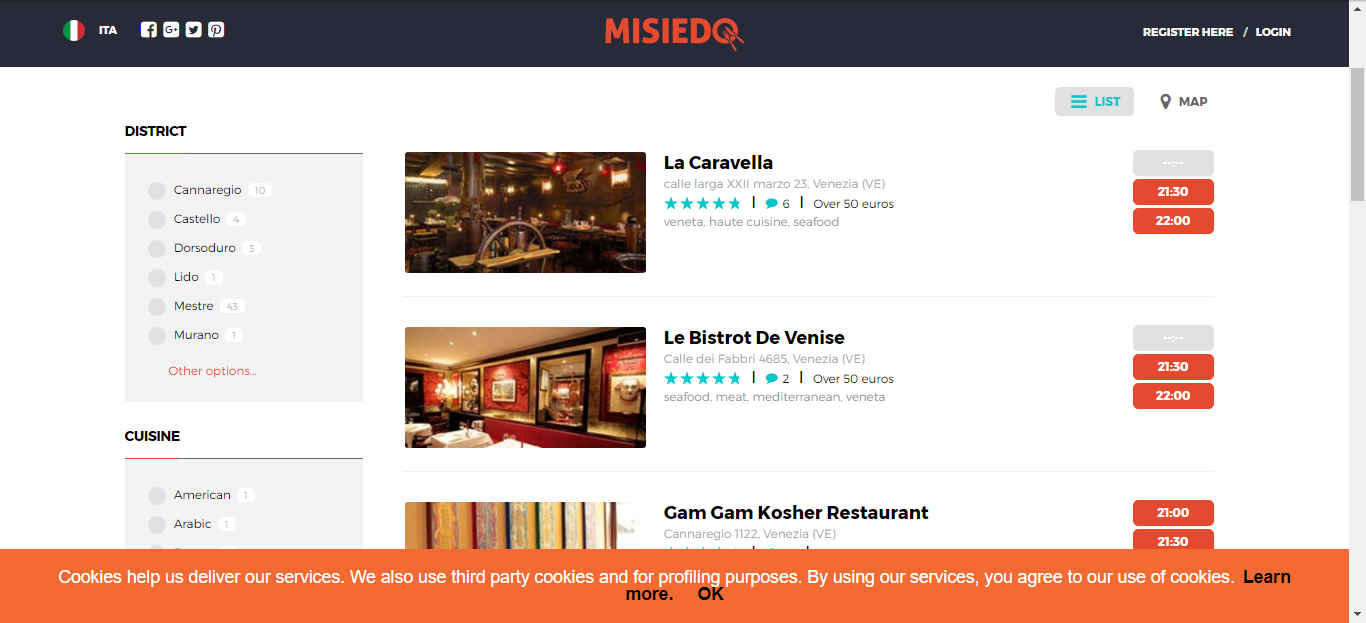 ITA
MISIEDO
REGISTER HERE / LOGIN
LIST
MAP
DISTRICT
Cannaregio 10
Castello 4
Dorsoduro 3
Lido 1
Mestre 43
Murano 1
Other options...
CUISINE
American 1
Arabic 1
La Caravella
calle larga XXII marzo 23, Venezia (VE)
6 | Over 50 euros
veneta, haute cuisine, seafood
--:--
21:30
22:00
Le Bistrot De Venise
Calle dei Fabbri 4685, Venezia (VE)
2 | Over 50 euros
seafood, meat, mediterranean, veneta
--:--
21:30
22:00
Gam Gam Kosher Restaurant
Cannaregio 1122, Venezia (VE)
21:00
21:30
Cookies help us deliver our services. We also use third party cookies and for profiling purposes. By using our services, you agree to our use of cookies. Learn
more. OK